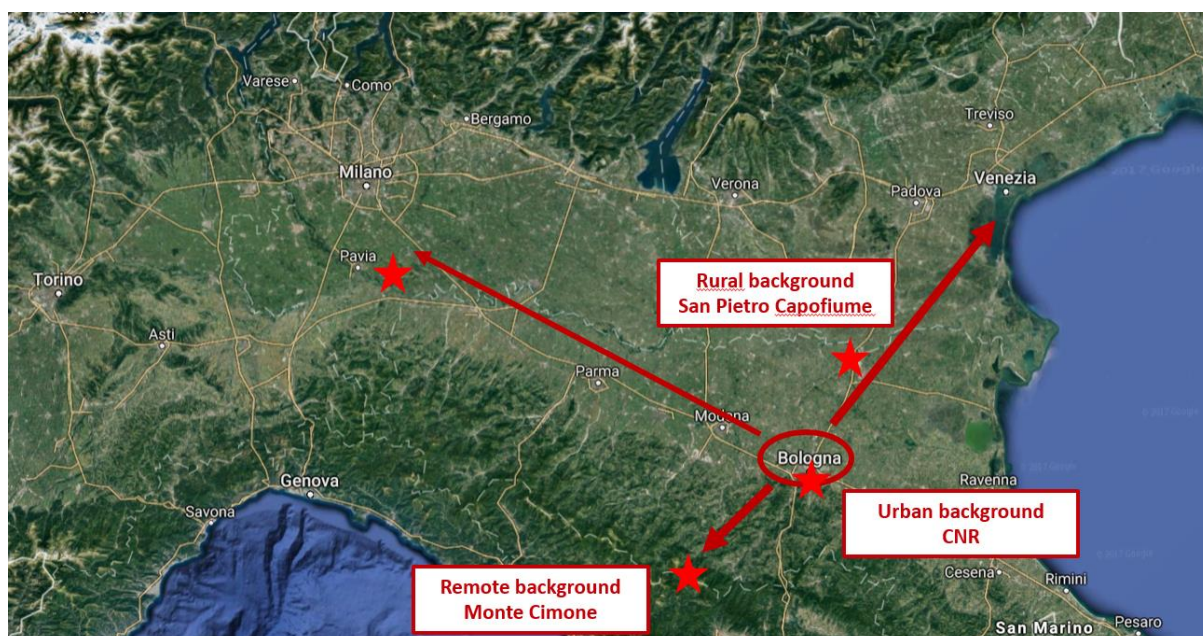 Varese
Como
Bergamo
Treviso
Milano
Verona
Padova
Venezia
Pavia
Torino
Rural background
San Pietro Capofiume
Asti
Parma
Modena
Bologna
Genova
Ravenna
Savona
Urban background
CNR
Remote background
Monte Cimone
Cesena
Rimini
San Marino
Pesaro